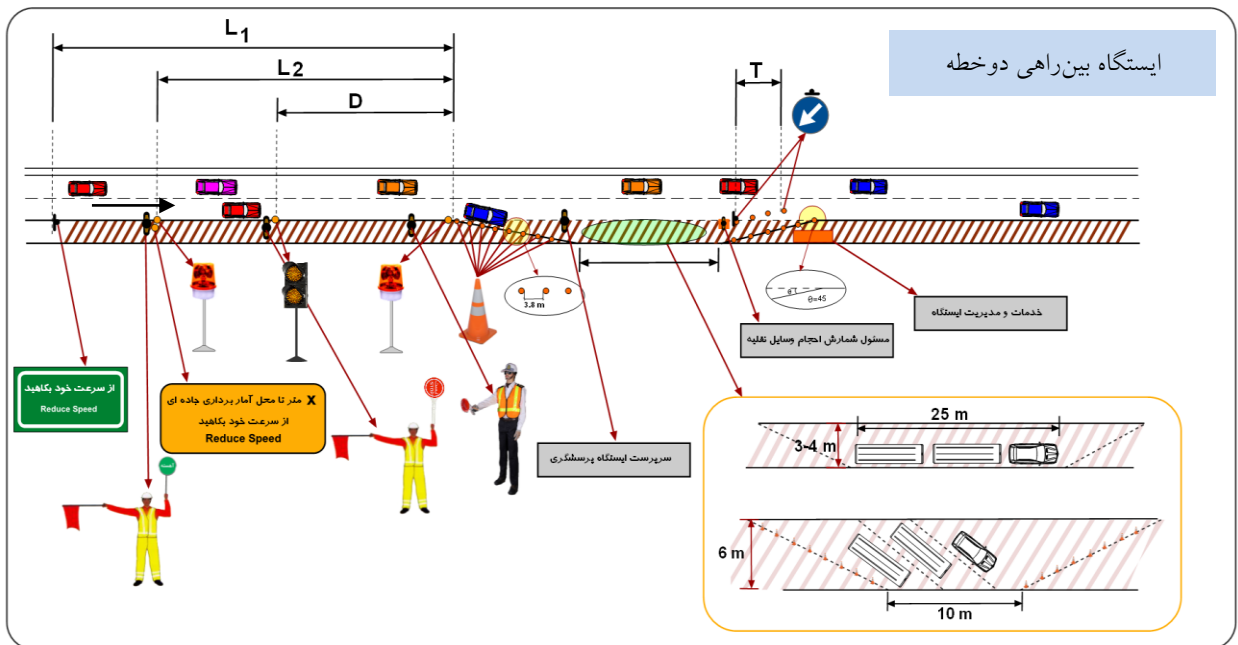 ایستگاه بین‌راهی دوخطه
L1
L2
D
T
3.8 m
θ
θ=45
خدمات و مدیریت ایستگاه
مسئول شمارش احجام وسایل نقلیه
از سرعت خود بکاهید
Reduce Speed
X متر تا محل آمار برداری جاده ای
از سرعت خود بکاهید
Reduce Speed
سرپرست ایستگاه پرسشگری
آهسته
25 m
3-4 m
6 m
10 m